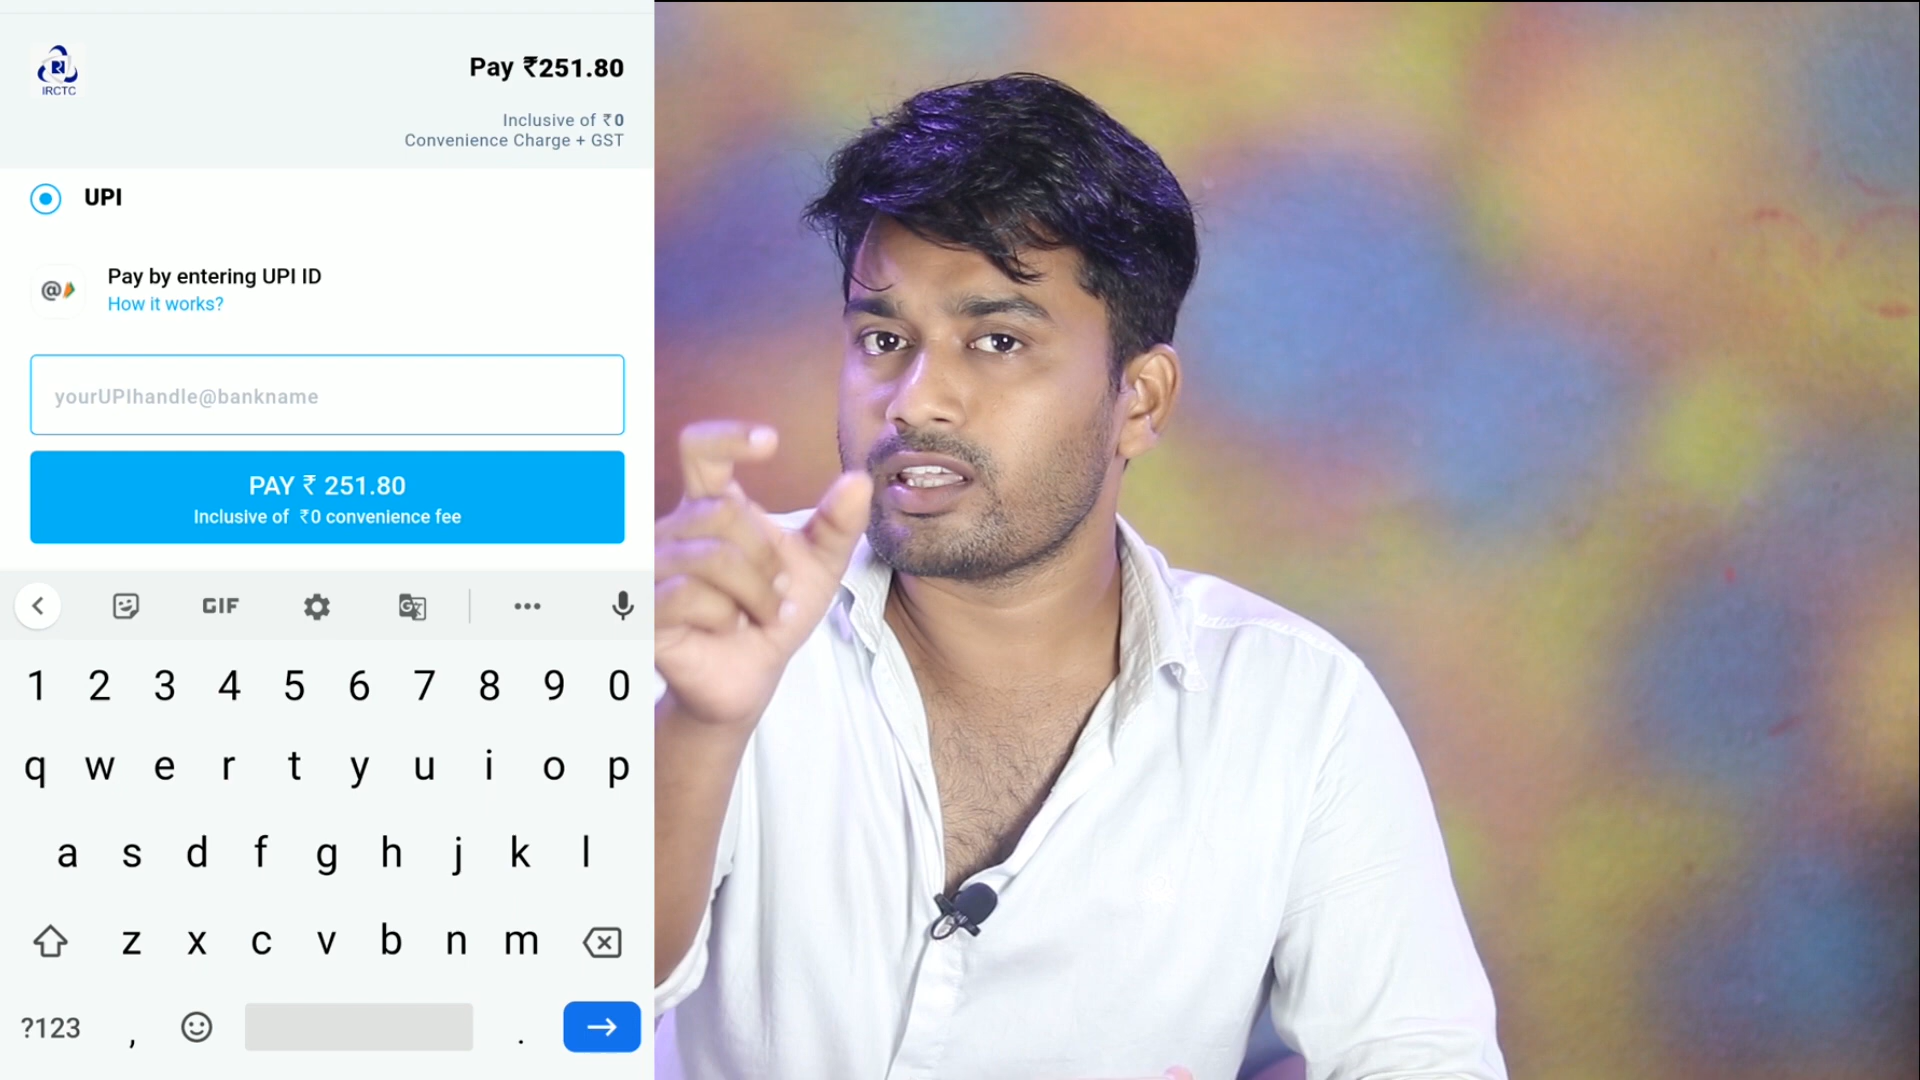 IRCTC
Pay ₹251.80
Inclusive of ₹0
Convenience Charge + GST
UPI
@
Pay by entering UPI ID
How it works?
yourUPIhandle@bankname
PAY ₹ 251.80
Inclusive of ₹0 convenience fee
GIF
G
1 2 3 4 5 6 7 8 9 0
q w e r t y u i o p
a s d f g h j k l
z x c v b n m
?123 , .